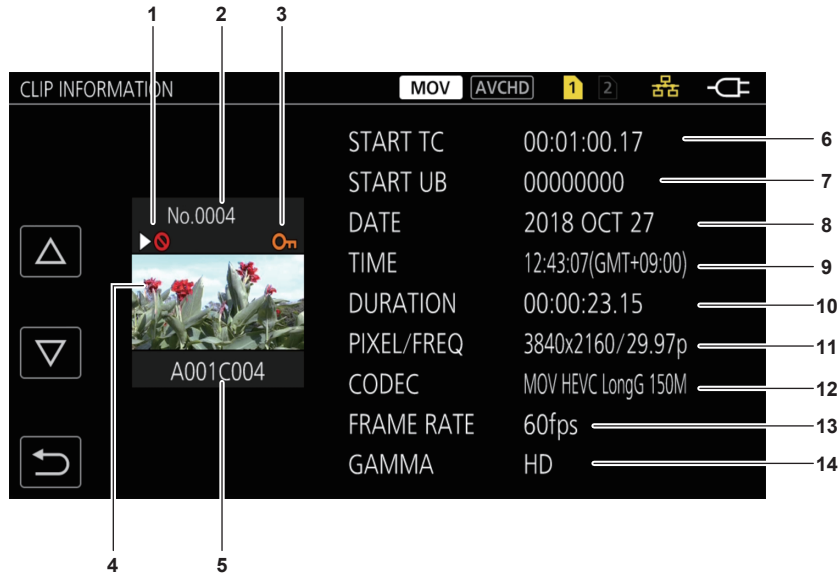 1 2 3
CLIP INFORMATION MOV AVCHD 1 2
START TC 00:01:00.17 6
START UB 00000000 7
No.0004
DATE 2018 OCT 27 8
TIME 12:43:07(GMT+09:00) 9
DURATION 00:00:23.15 10
PIXEL/FREQ 3840x2160/29.97p 11
A001C004
CODEC MOV HEVC LongG 150M 12
FRAME RATE 60fps 13
GAMMA HD 14
4 5